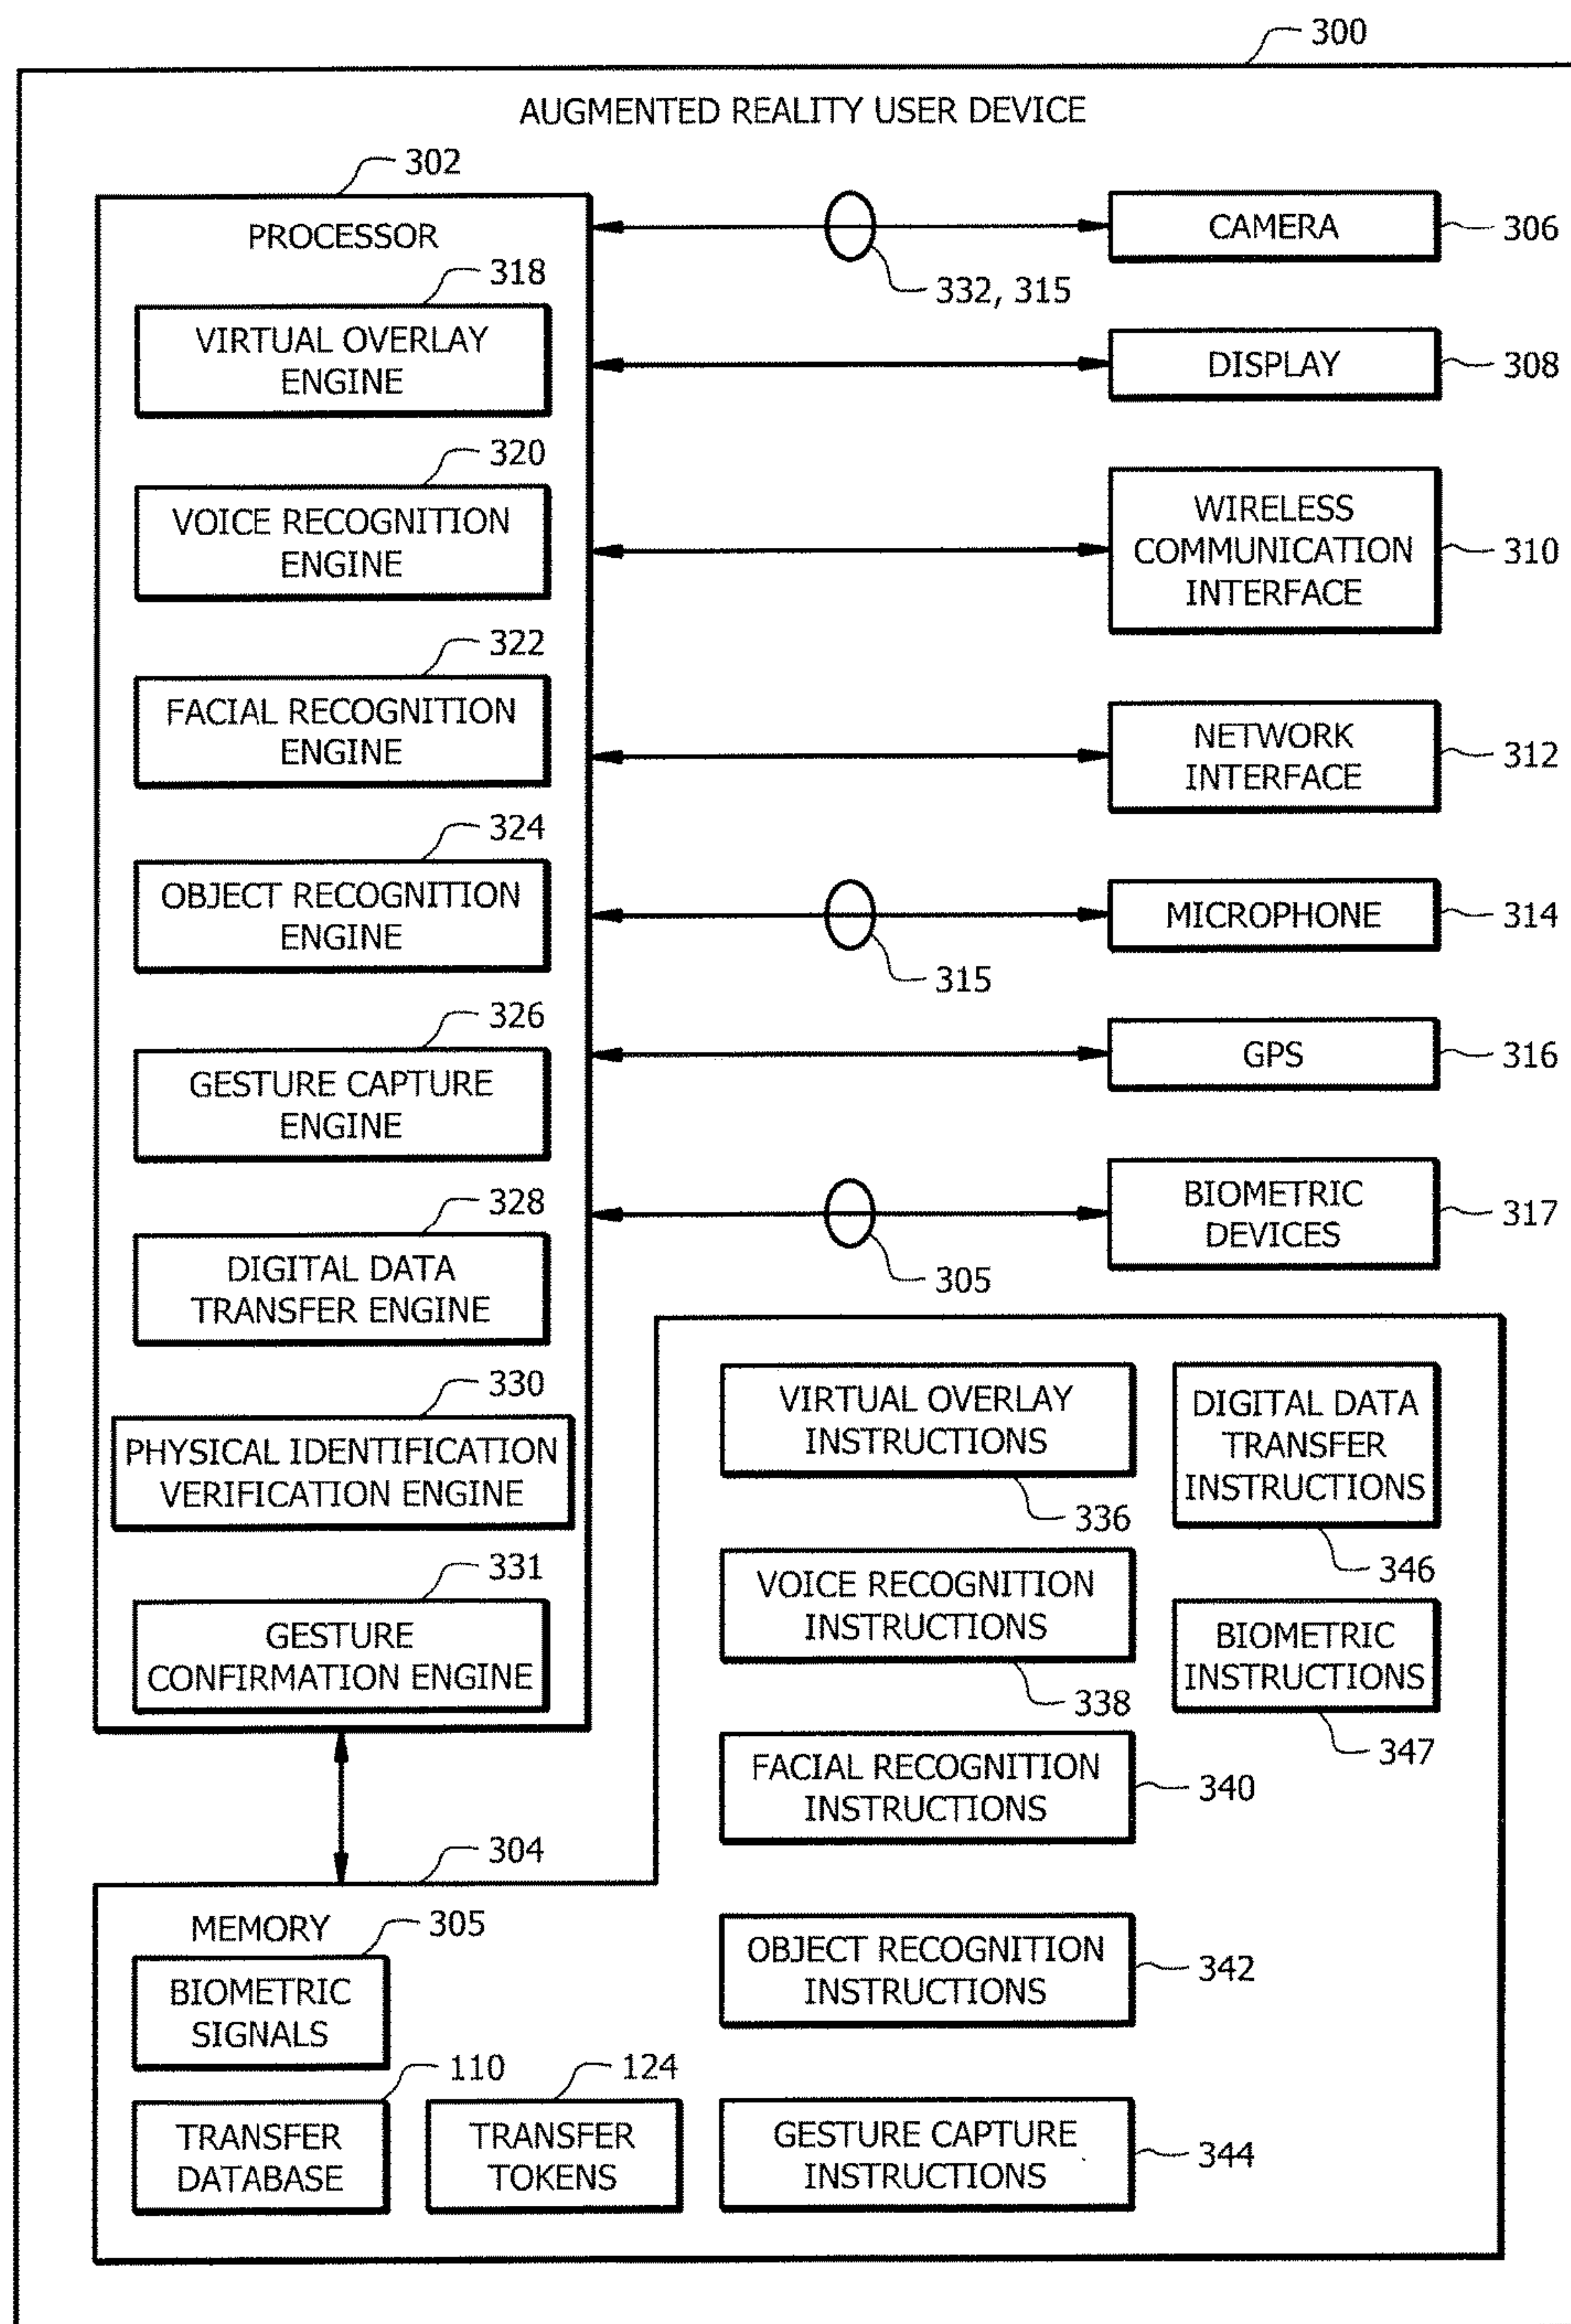 300
AUGMENTED REALITY USER DEVICE
302
PROCESSOR
318
VIRTUAL OVERLAY
ENGINE
320
VOICE RECOGNITION
ENGINE
322
FACIAL RECOGNITION
ENGINE
324
OBJECT RECOGNITION
ENGINE
326
GESTURE CAPTURE
ENGINE
328
DIGITAL DATA
TRANSFER ENGINE
330
PHYSICAL IDENTIFICATION
VERIFICATION ENGINE
331
GESTURE
CONFIRMATION ENGINE
332, 315
CAMERA
306
DISPLAY
308
WIRELESS
COMMUNICATION
INTERFACE
310
NETWORK
INTERFACE
312
315
MICROPHONE
314
GPS
316
305
BIOMETRIC
DEVICES
317
304
MEMORY
305
BIOMETRIC
SIGNALS
110
TRANSFER
DATABASE
124
TRANSFER
TOKENS
VIRTUAL OVERLAY
INSTRUCTIONS
336
VOICE RECOGNITION
INSTRUCTIONS
338
FACIAL RECOGNITION
INSTRUCTIONS
340
OBJECT RECOGNITION
INSTRUCTIONS
342
GESTURE CAPTURE
INSTRUCTIONS
344
DIGITAL DATA
TRANSFER
INSTRUCTIONS
346
BIOMETRIC
INSTRUCTIONS
347